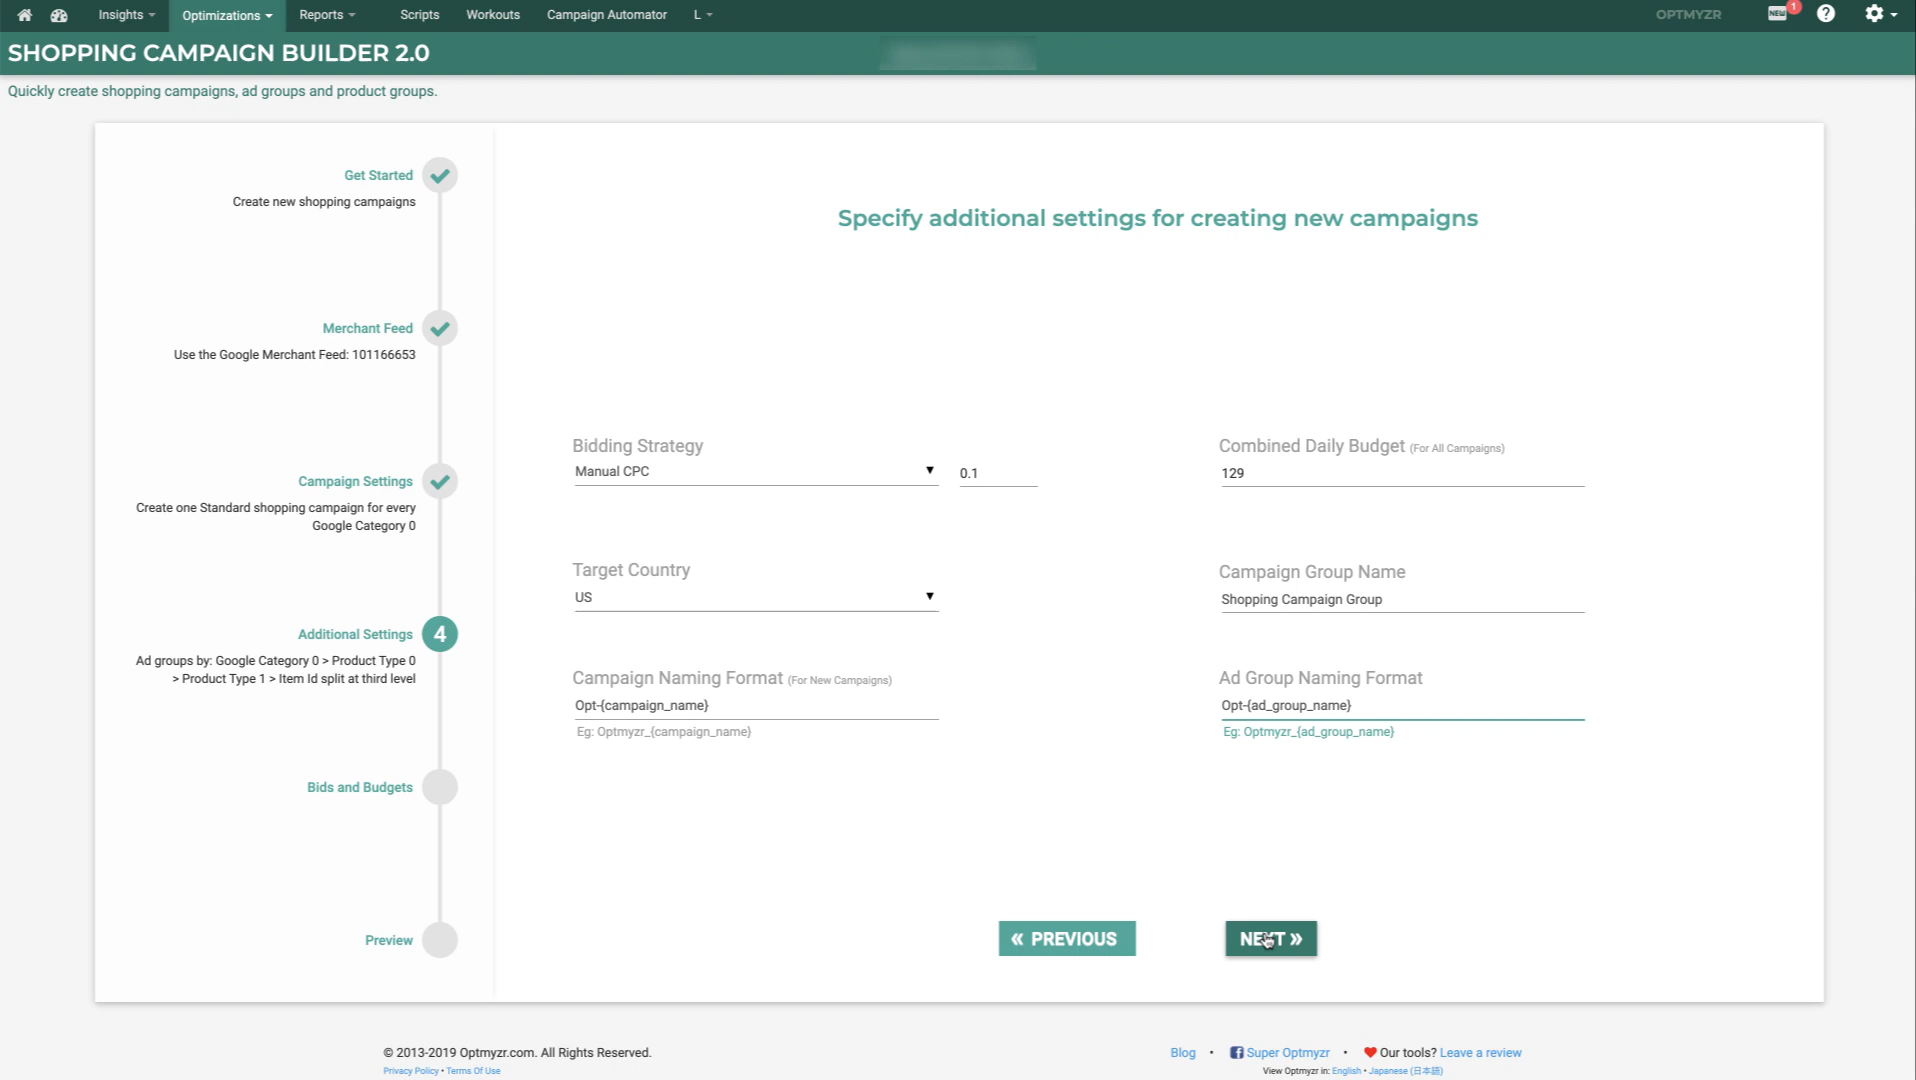 Insights
Optimizations
Reports
Scripts
Workouts
Campaign Automator
L
OPTMYZR
NEW
1
?
SHOPPING CAMPAIGN BUILDER 2.0
Quickly create shopping campaigns, ad groups and product groups.
Get Started
Create new shopping campaigns
Merchant Feed
Use the Google Merchant Feed: 101166653
Campaign Settings
Create one Standard shopping campaign for every
Google Category 0
Additional Settings
4
Ad groups by: Google Category 0 > Product Type 0
> Product Type 1 > Item Id split at third level
Bids and Budgets
Preview
Specify additional settings for creating new campaigns
Bidding Strategy
Manual CPC
0.1
Combined Daily Budget (For All Campaigns)
129
Target Country
US
Campaign Group Name
Shopping Campaign Group
Campaign Naming Format (For New Campaigns)
Opt-{campaign_name}
Eg: Optmyzr_{campaign_name}
Ad Group Naming Format
Opt-{ad_group_name}
Eg: Optmyzr_{ad_group_name}
« PREVIOUS
NEXT »
© 2013-2019 Optmyzr.com. All Rights Reserved.
Privacy Policy • Terms Of Use
Blog • Super Optmyzr • Our tools? Leave a review
View Optmyzr in: English • Japanese (日本語)